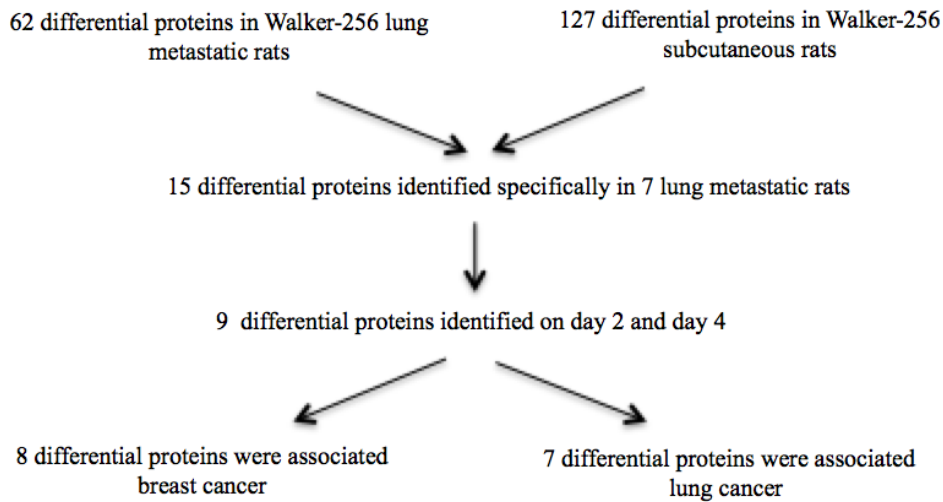 62 differential proteins in Walker-256 lung
metastatic rats
127 differential proteins in Walker-256
subcutaneous rats
15 differential proteins identified specifically in 7 lung metastatic rats
9  differential proteins identified on day 2 and day 4
8 differential proteins were associated
breast cancer
7 differential proteins were associated
lung cancer